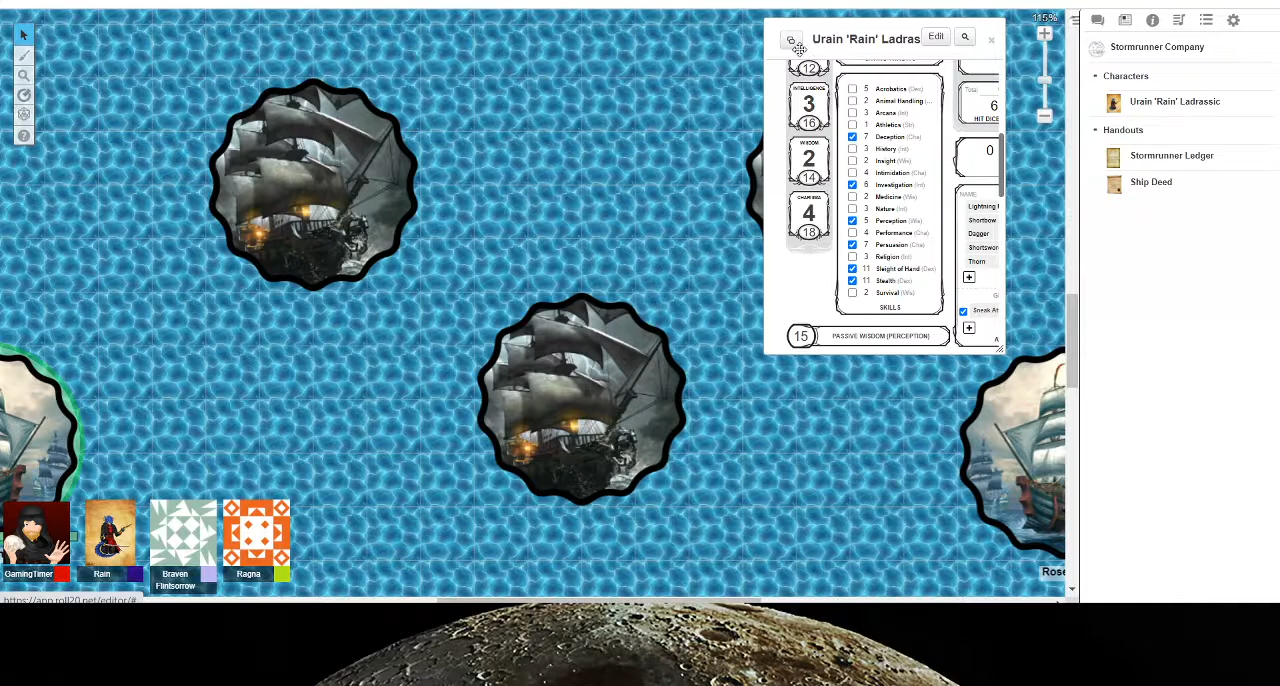 115%
Urain 'Rain' Ladras
Edit
12
INTELLIGENCE
3
16
WISDOM
2
14
CHARISMA
4
18
5 Acrobatics (Dex)
2 Animal Handling (...
3 Arcana (Int)
1 Athletics (Str)
7 Deception (Cha)
3 History (Int)
2 Insight (Wis)
4 Intimidation (Cha)
6 Investigation (Int)
2 Medicine (Wis)
3 Nature (Int)
5 Perception (Wis)
4 Performance (Cha)
7 Persuasion (Cha)
3 Religion (Int)
11 Sleight of Hand (Dex)
11 Stealth (Dex)
2 Survival (Wis)
SKILLS
15 PASSIVE WISDOM (PERCEPTION)
Total
6
HIT DICE
0
NAME
Lightning
Shortbow
Dagger
Shortswor
Thorn
Sneak At
Stormrunner Company
Characters
Urain 'Rain' Ladrassic
Handouts
Stormrunner Ledger
Ship Deed
GamingTimer
Rain
Braven
Flintsorrow
Ragna
Rose
https://app.roll20.net/editor/#